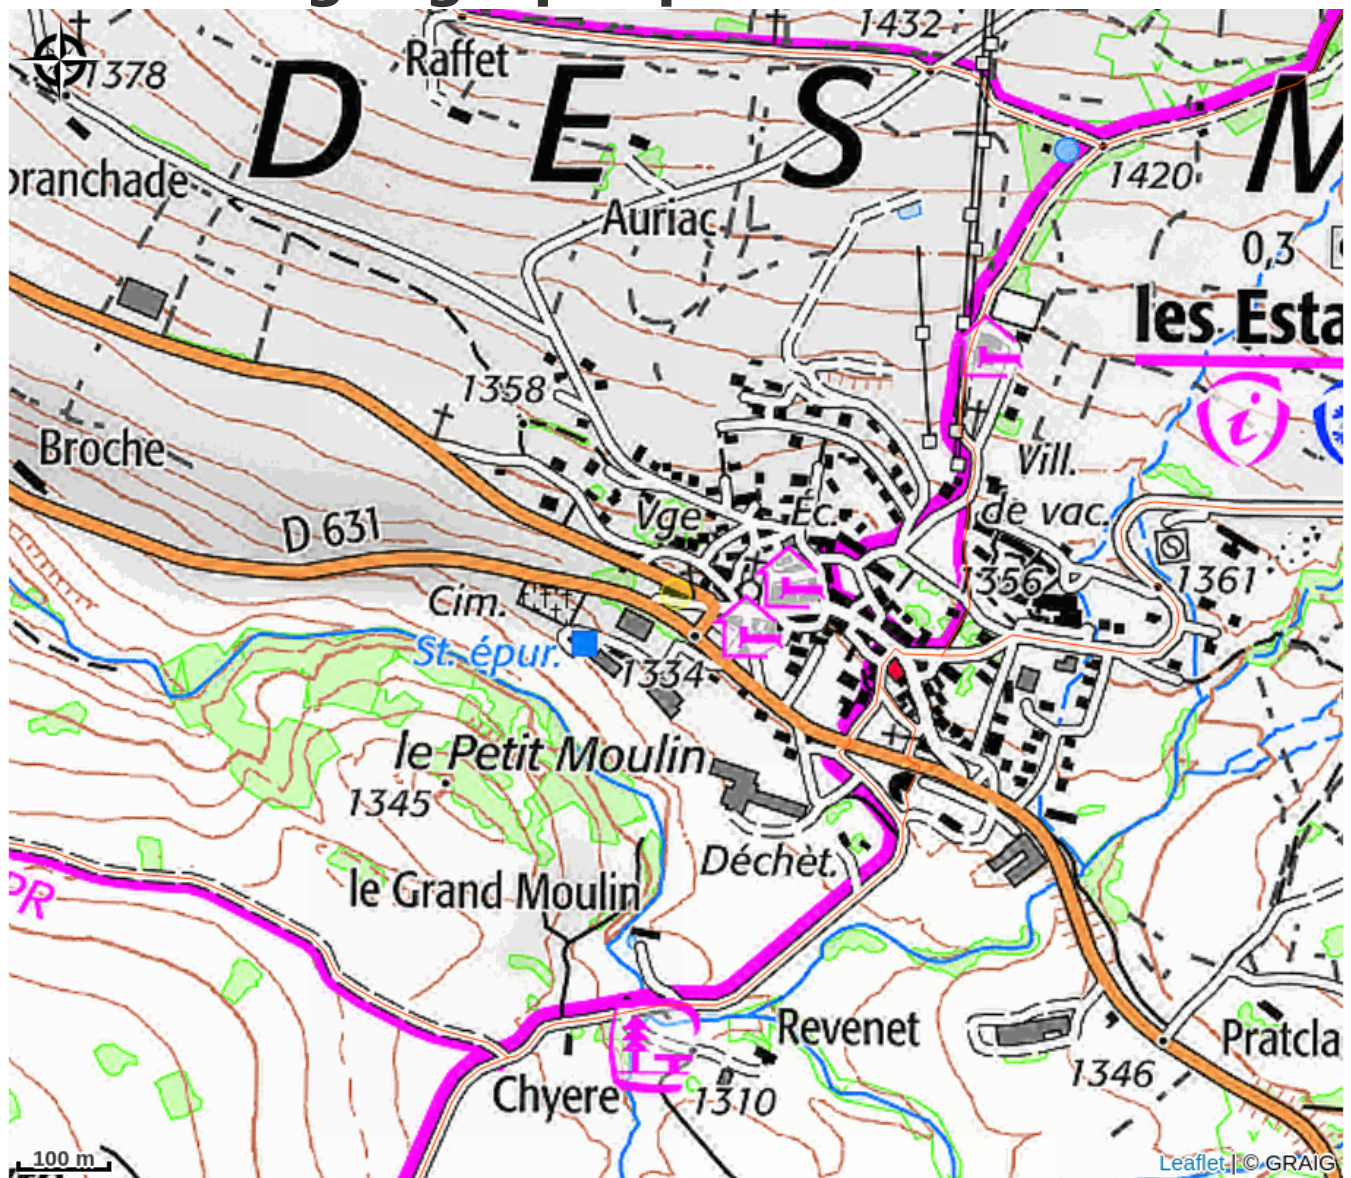 1432
Raffet
1378
D E S M
branchade
1420
Auriac
0,3
les Esta
1358
Broche
Vill.
de vac.
Vge
Éc.
D 631
1356
1361
Cim.
St. épur.
1334
le Petit Moulin
1345
Déchèt.
le Grand Moulin
PR
Revenet
Pratcla
1346
Chyere
1310
100 m
Leaflet | © GRAIG